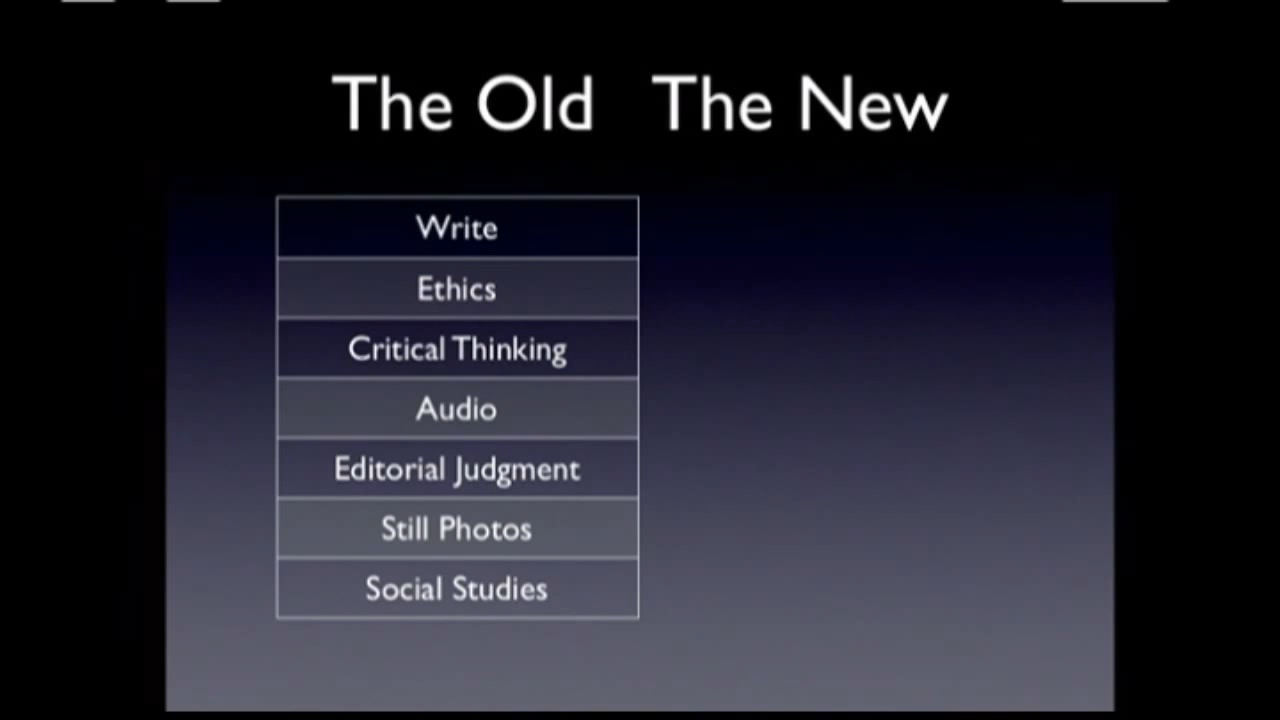 The Old The New
Write
Ethics
Critical Thinking
Audio
Editorial Judgment
Still Photos
Social Studies